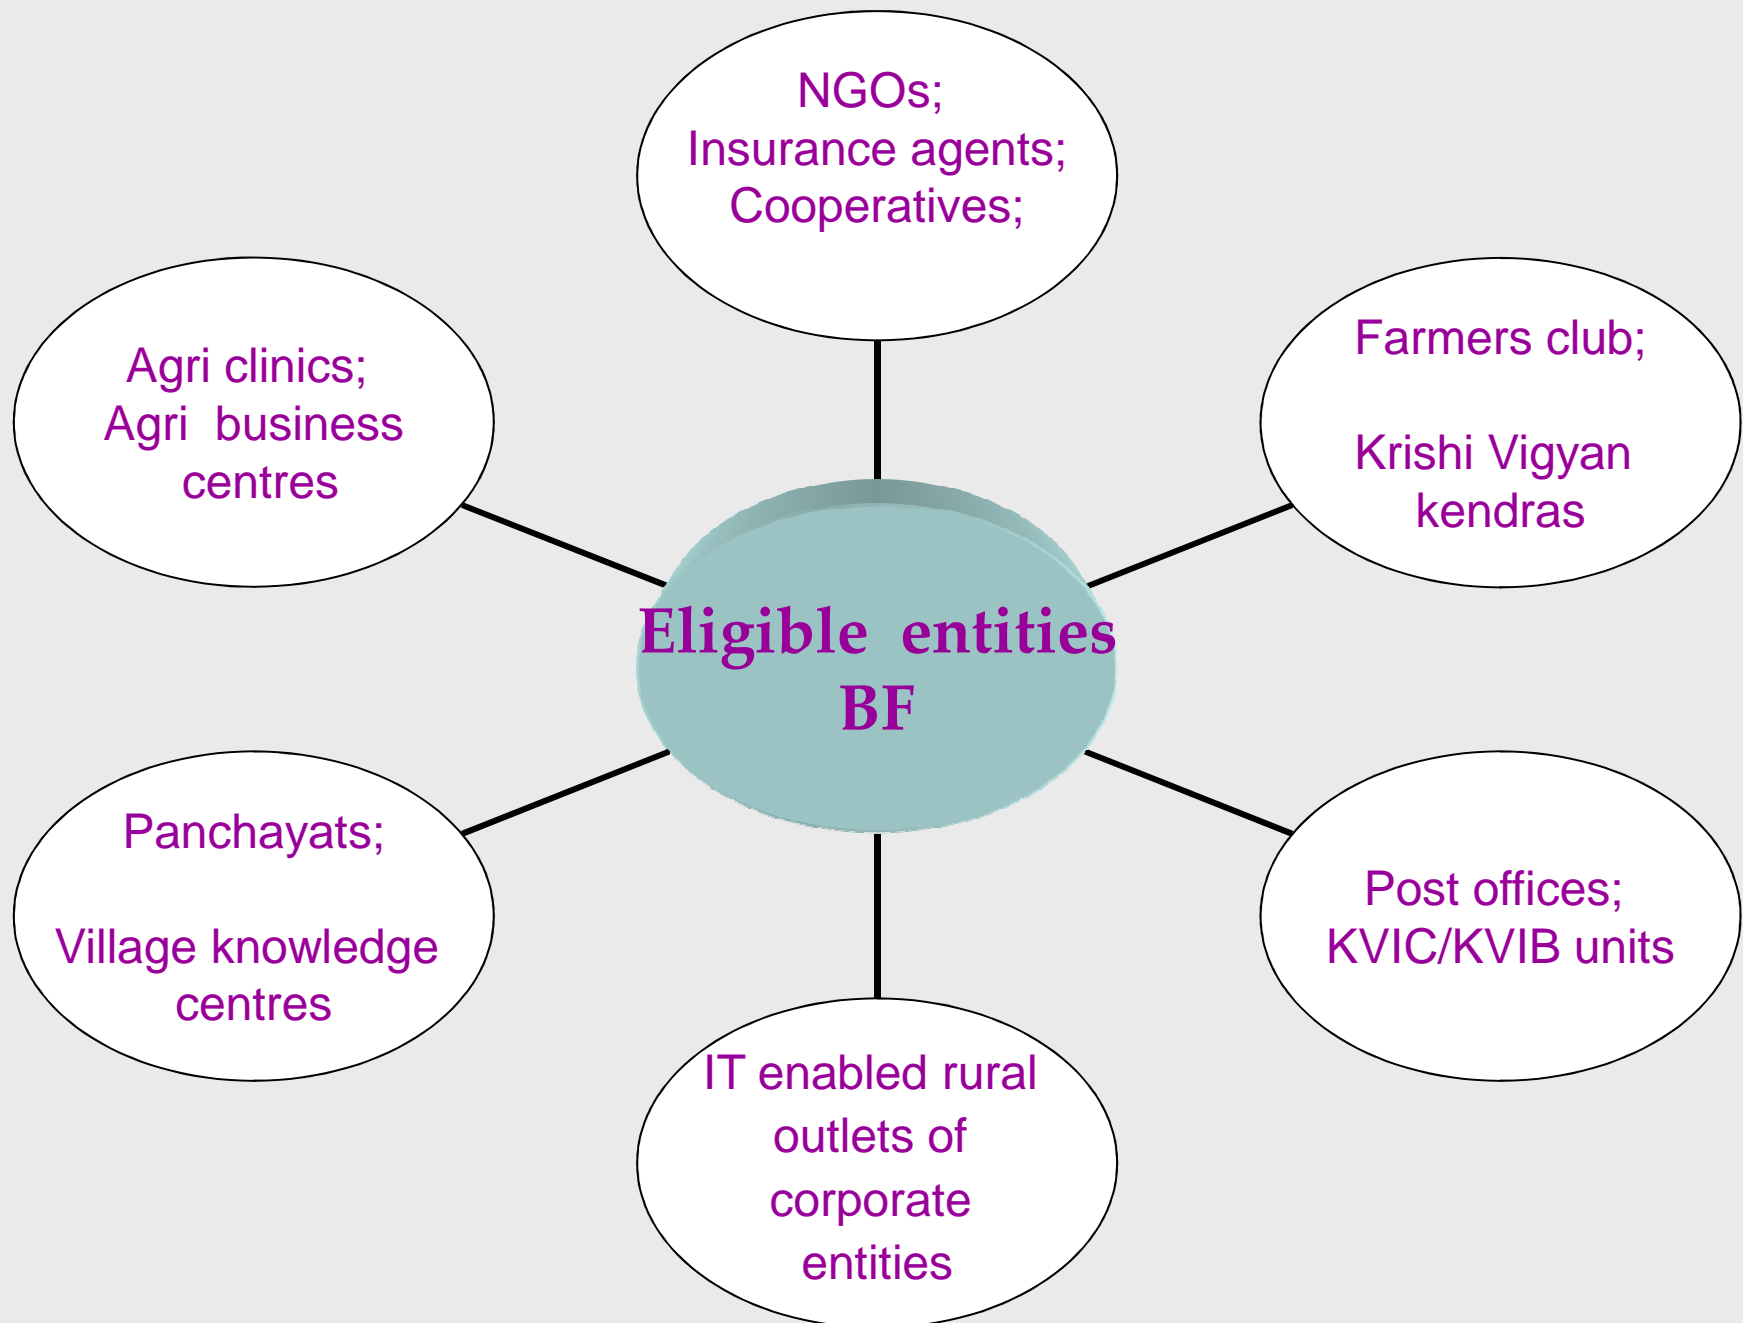 NGOs;
Insurance agents;
Cooperatives;
Farmers club;
Krishi Vigyan
kendras
Agri clinics;
Agri business
centres
Eligible entities
BF
Panchayats;
Village knowledge
centres
Post offices;
KVIC/KVIB units
IT enabled rural
outlets of
corporate
entities